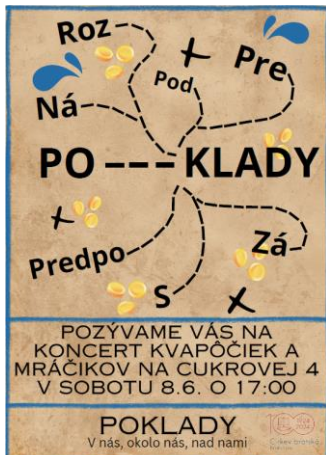 Roz
Pre
Pod
Ná
PO --- KLADY
Predpo
Zá
S
POZÝVAME VÁS NA
KONCERT KVAPÔČIEK A
MRÁČIKOV NA CUKROVEJ 4
V SOBOTU 8.6. O 17:00
POKLADY
V nás, okolo nás, nad nami